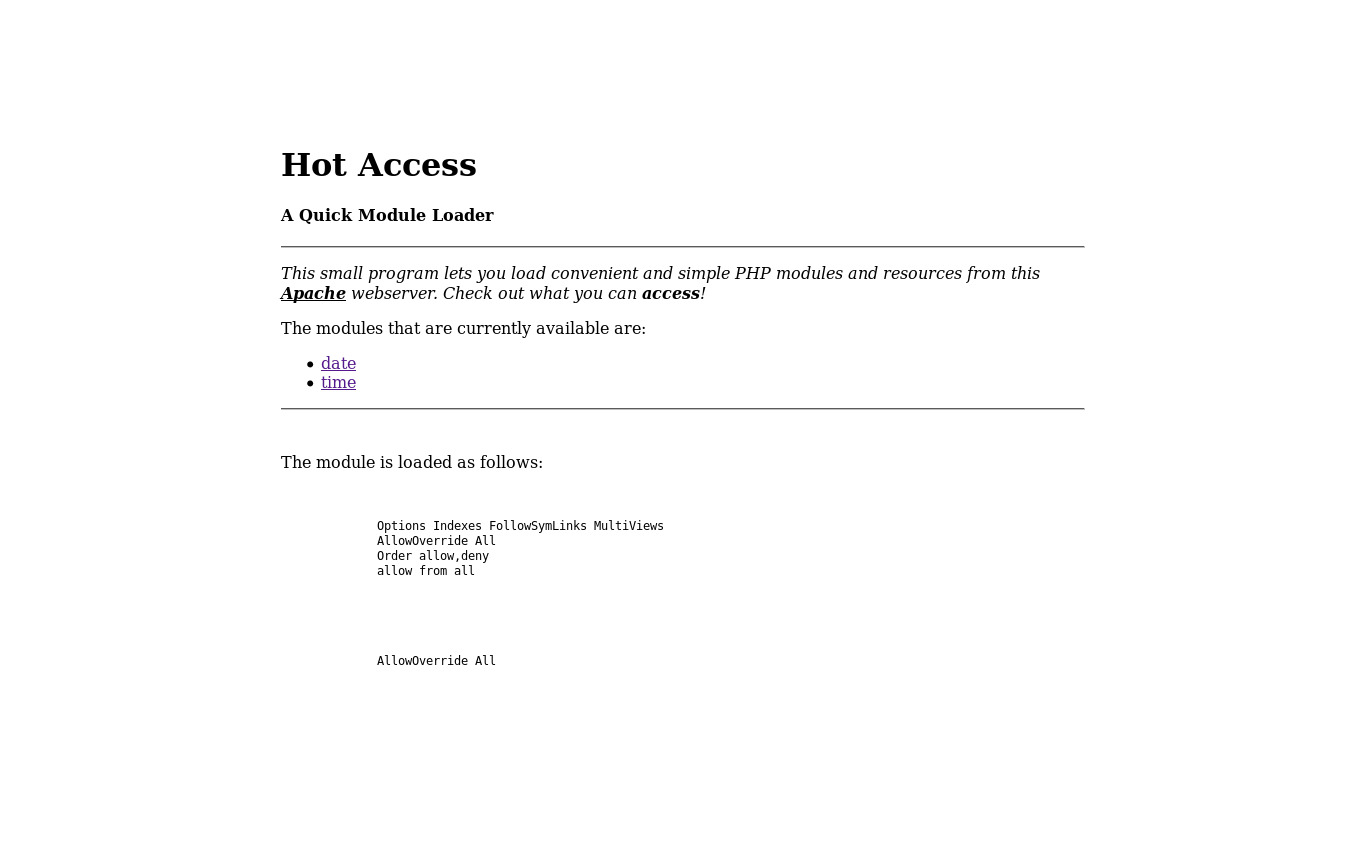 Hot Access
A Quick Module Loader
This small program lets you load convenient and simple PHP modules and resources from this
Apache webserver. Check out what you can access!
The modules that are currently available are:
date
time
The module is loaded as follows:
Options Indexes FollowSymLinks MultiViews
AllowOverride All
Order allow,deny
allow from all
AllowOverride All